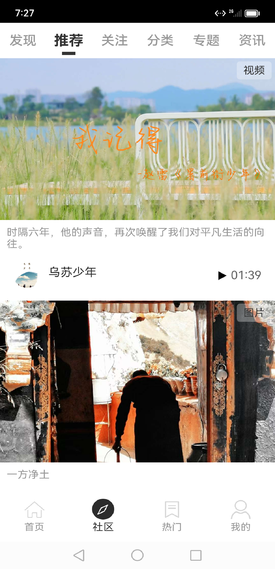 7:27
发现 推荐 关注 分类 专题 资讯
视频
我记得
时隔六年，他的声音，再次唤醒了我们对平凡生活的向
往。
乌苏少年
01:39
图片
一方净土
首页 社区 热门 我的